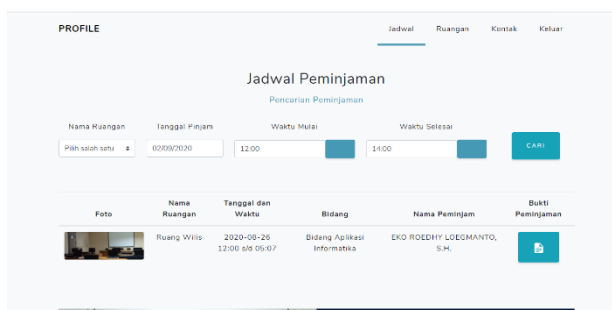 PROFILE
Jadwal Ruangan Kontak Keluar
Jadwal Peminjaman
Pencarian Peminjaman
Nama Ruangan Tanggal Pinjam Waktu Mulai Waktu Selesai
Pilih salah satu 02/09/2020 12:00 14:00 CARI
Foto Nama Ruangan Tanggal dan Waktu Bidang Nama Peminjam Bukti Peminjaman
Ruang Wilis 2020-08-26 Bidang Aplikasi EKO ROEDHY LOEGMANTO,
12:00 s/d 05:07 Informatika S.H.